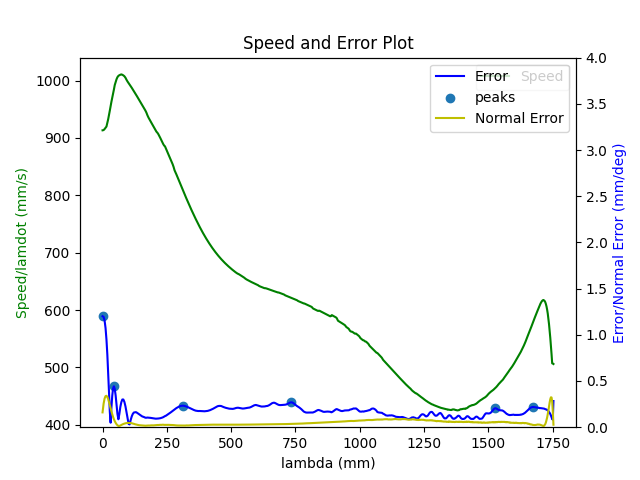 Speed and Error Plot
Speed/lamdot (mm/s)
1000
900
800
700
600
500
400
Error
Speed
peaks
Normal Error
4.0
3.5
3.0
2.5
2.0
1.5
1.0
0.5
0.0
Error/Normal Error (mm/deg)
0 250 500 750 1000 1250 1500 1750
lambda (mm)